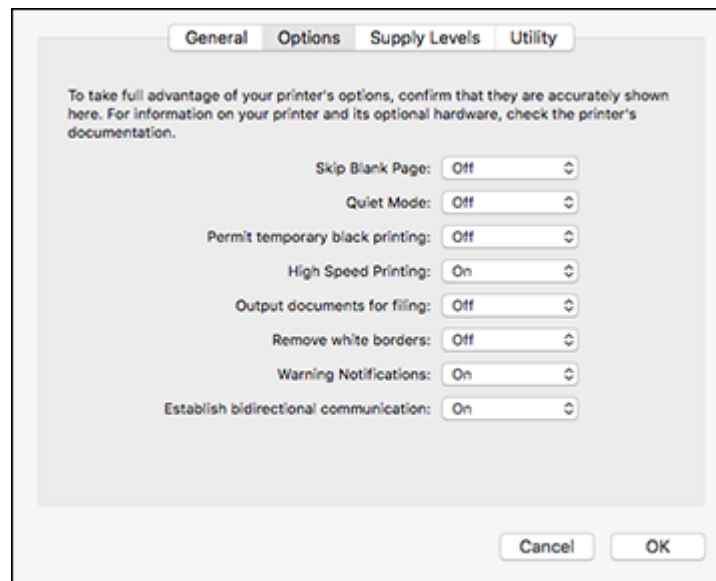 General Options Supply Levels Utility
To take full advantage of your printer's options, confirm that they are accurately shown
here. For information on your printer and its optional hardware, check the printer's
documentation.
Skip Blank Page: Off
Quiet Mode: Off
Permit temporary black printing: Off
High Speed Printing: On
Output documents for filing: Off
Remove white borders: Off
Warning Notifications: On
Establish bidirectional communication: On
Cancel OK